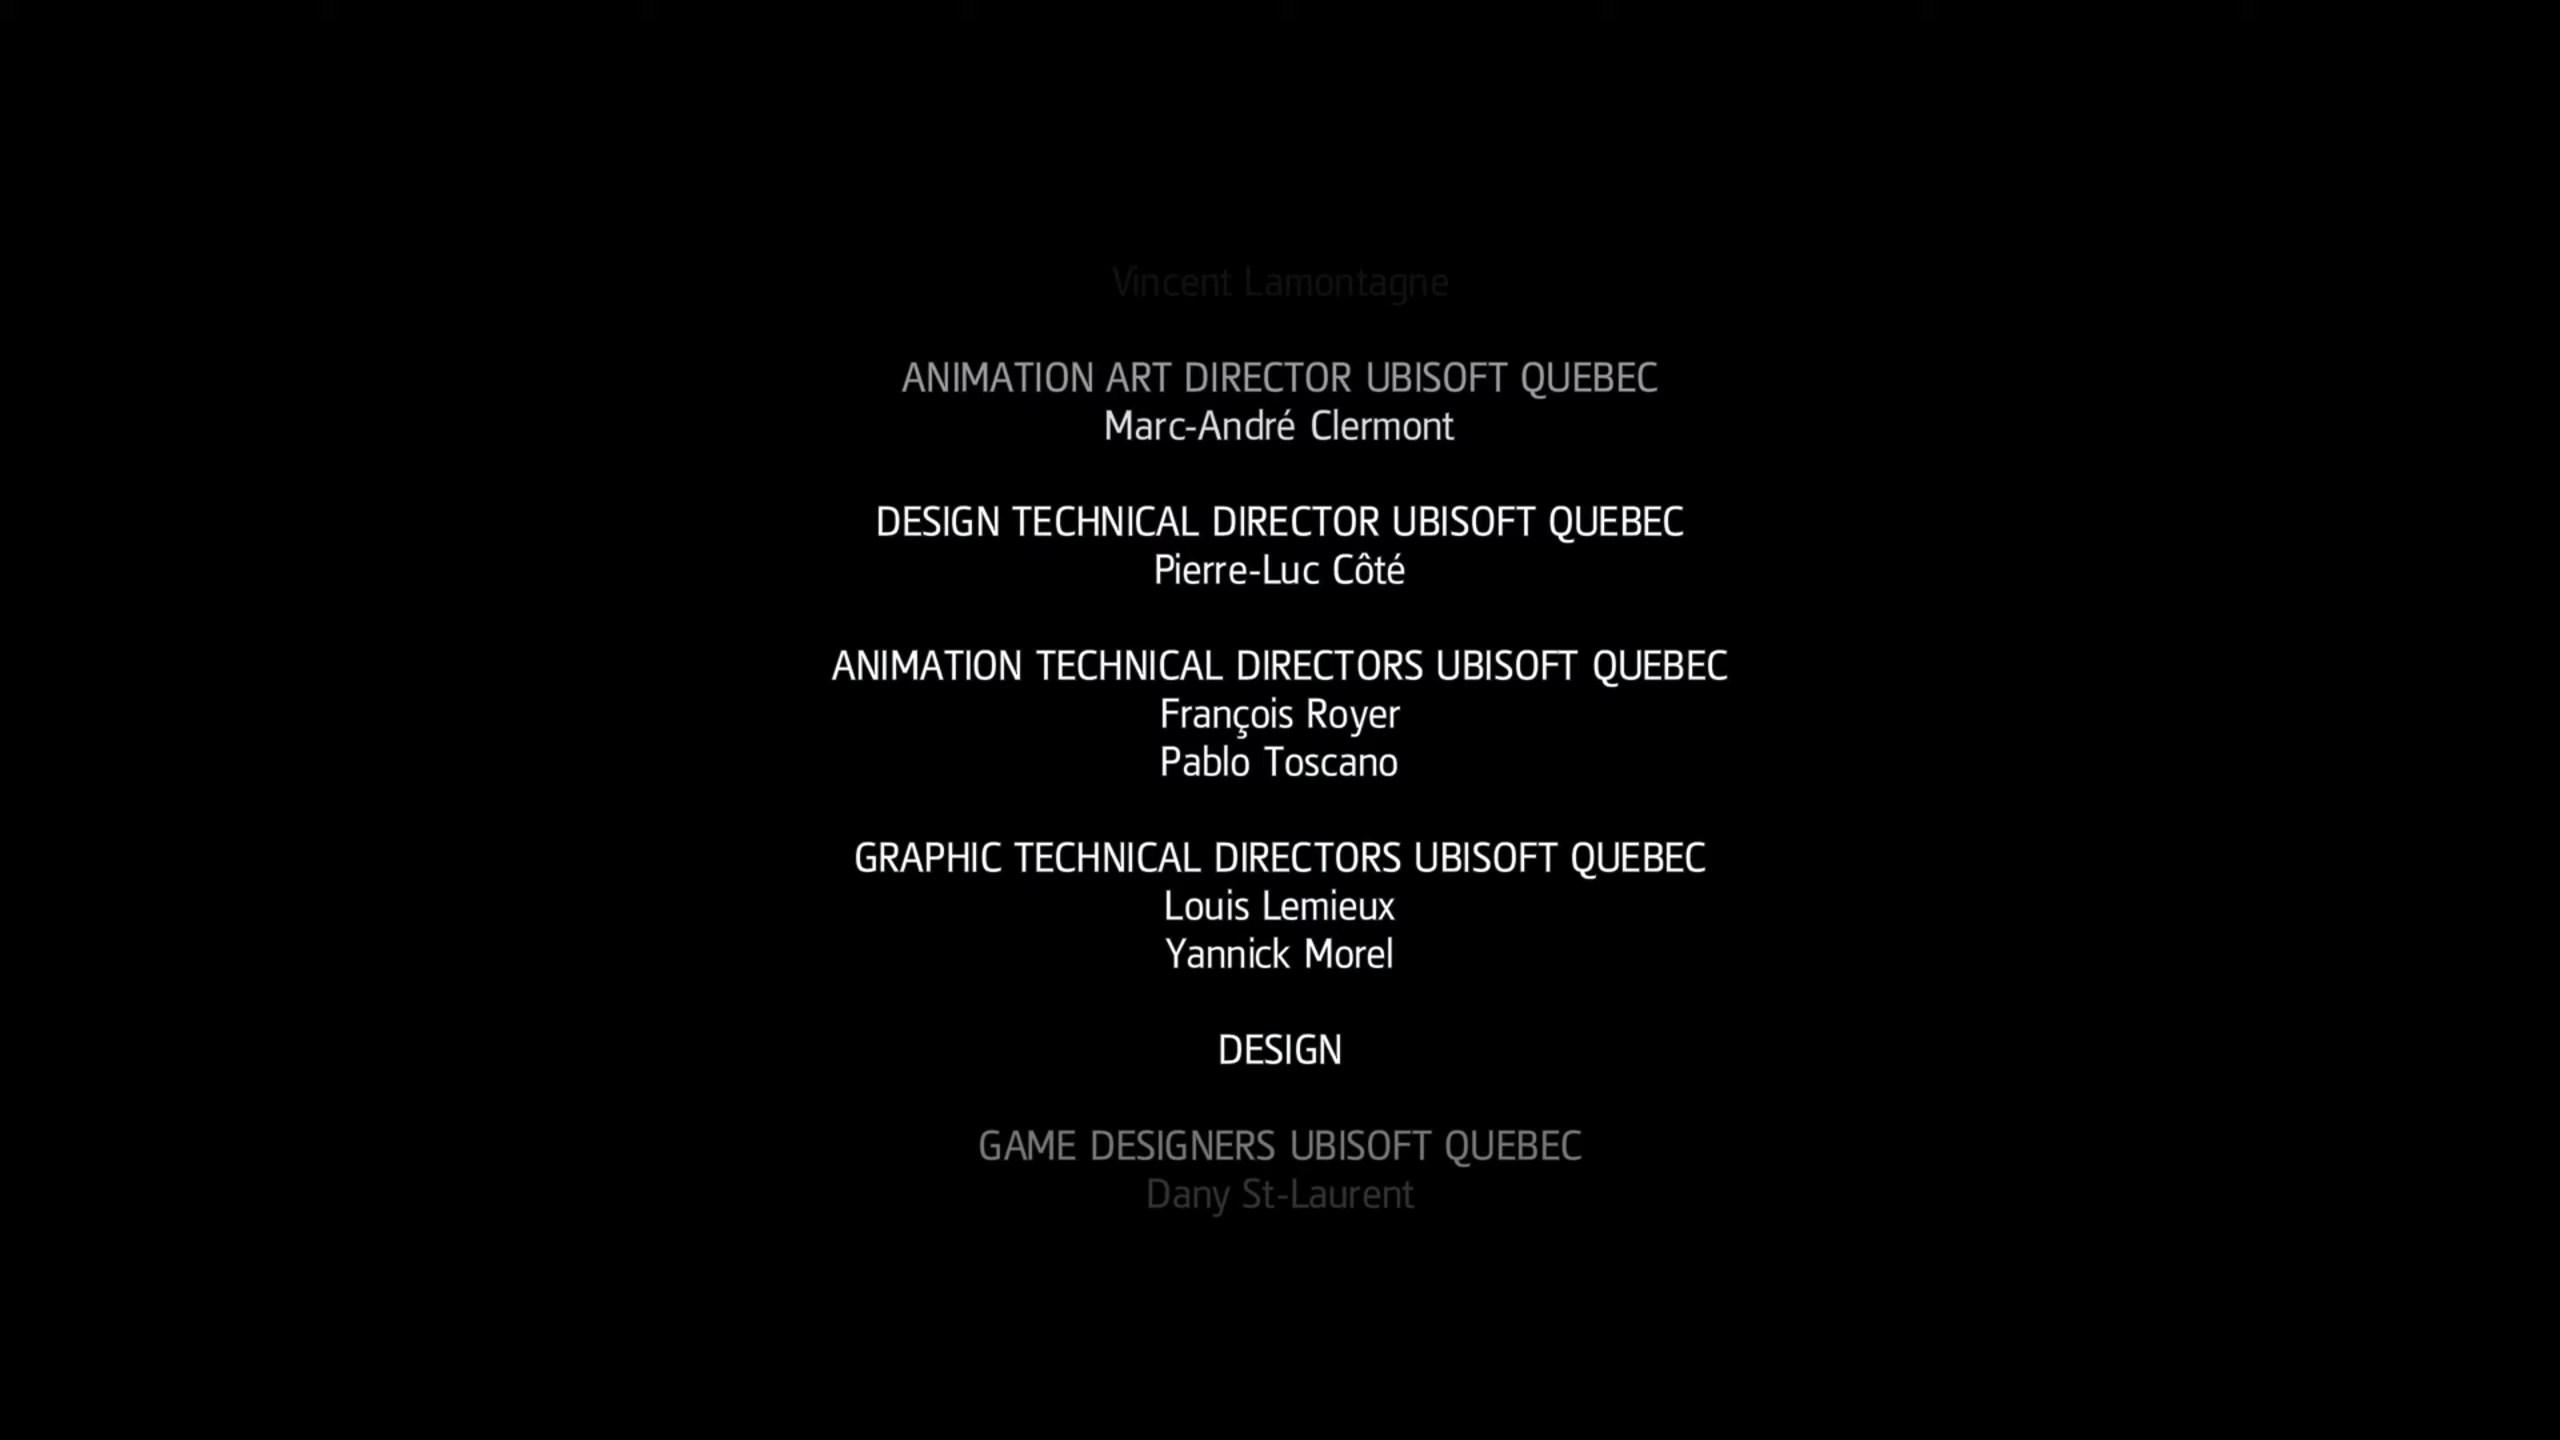 Vincent Lamontagne
ANIMATION ART DIRECTOR UBISOFT QUEBEC
Marc-André Clermont
DESIGN TECHNICAL DIRECTOR UBISOFT QUEBEC
Pierre-Luc Côté
ANIMATION TECHNICAL DIRECTORS UBISOFT QUEBEC
François Royer
Pablo Toscano
GRAPHIC TECHNICAL DIRECTORS UBISOFT QUEBEC
Louis Lemieux
Yannick Morel
DESIGN
GAME DESIGNERS UBISOFT QUEBEC
Dany St-Laurent